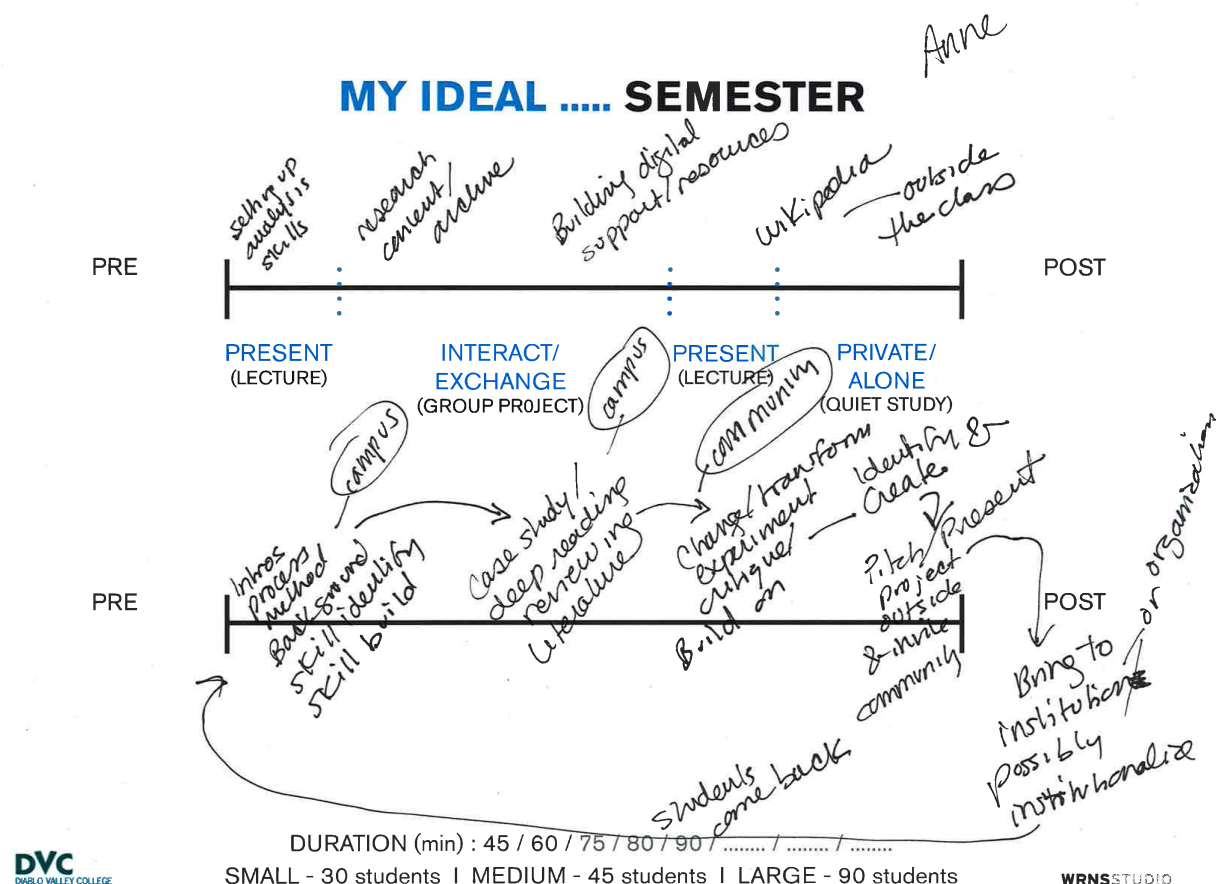 Anne
MY IDEAL ..... SEMESTER
setting up
analysis
skills
research
content/
archive
Building digital
support/resources
wikipedia
outside
the class
PRE
POST
PRESENT
(LECTURE)
INTERACT/
EXCHANGE
(GROUP PROJECT)
PRESENT
(LECTURE)
PRIVATE/
ALONE
(QUIET STUDY)
campus
campus
community
Intros
process
method
Background
skill identify
skill build
Case study/
deep reading
reviewing
literature
Change/transform
experiment
critique/
Build on
Identify &
Create
Pitch/Present
project
outside
& invite
community
PRE
POST
Bring to
institution
or organization
possibly
institutionalize
students
come back
DURATION (min) : 45 / 60 / 75 / 80 / 90 / ........ / ........ / ........
SMALL - 30 students I MEDIUM - 45 students I LARGE - 90 students
DVC
DIABLO VALLEY COLLEGE
WRNSSTUDIO